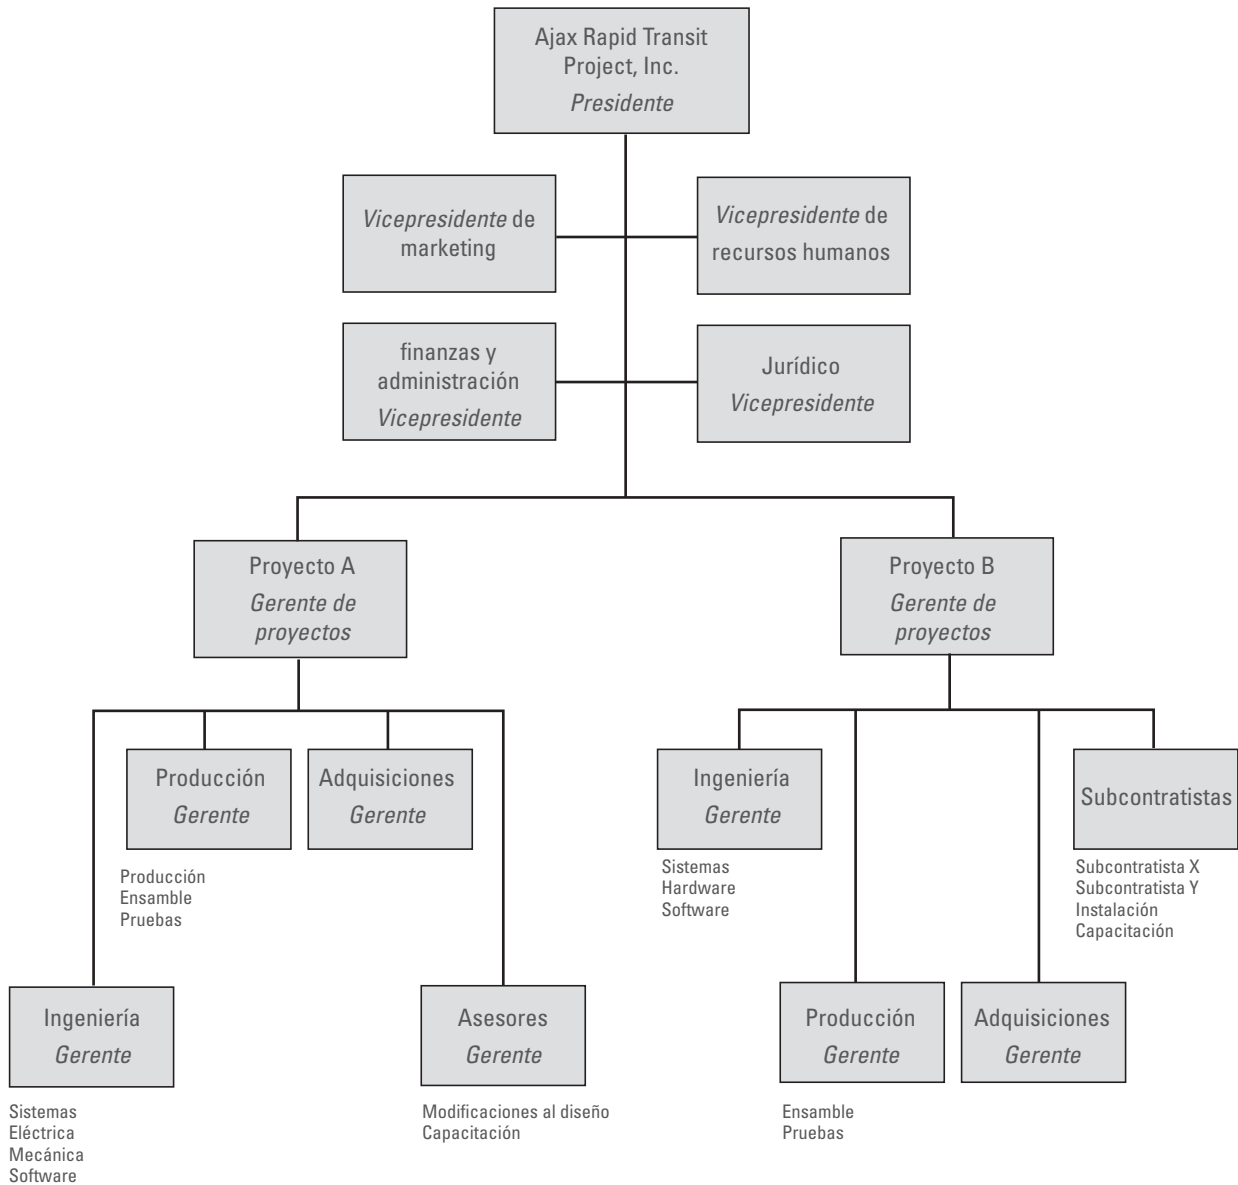 Ajax Rapid Transit
Project, Inc.
Presidente
Vicepresidente de
marketing
Vicepresidente de
recursos humanos
finanzas y
administración
Vicepresidente
Jurídico
Vicepresidente
Proyecto A
Gerente de
proyectos
Proyecto B
Gerente de
proyectos
Producción
Gerente
Adquisiciones
Gerente
Ingeniería
Gerente
Subcontratistas
Producción
Ensamble
Pruebas
Sistemas
Hardware
Software
Subcontratista X
Subcontratista Y
Instalación
Capacitación
Ingeniería
Gerente
Asesores
Gerente
Producción
Gerente
Adquisiciones
Gerente
Sistemas
Eléctrica
Mecánica
Software
Modificaciones al diseño
Capacitación
Ensamble
Pruebas